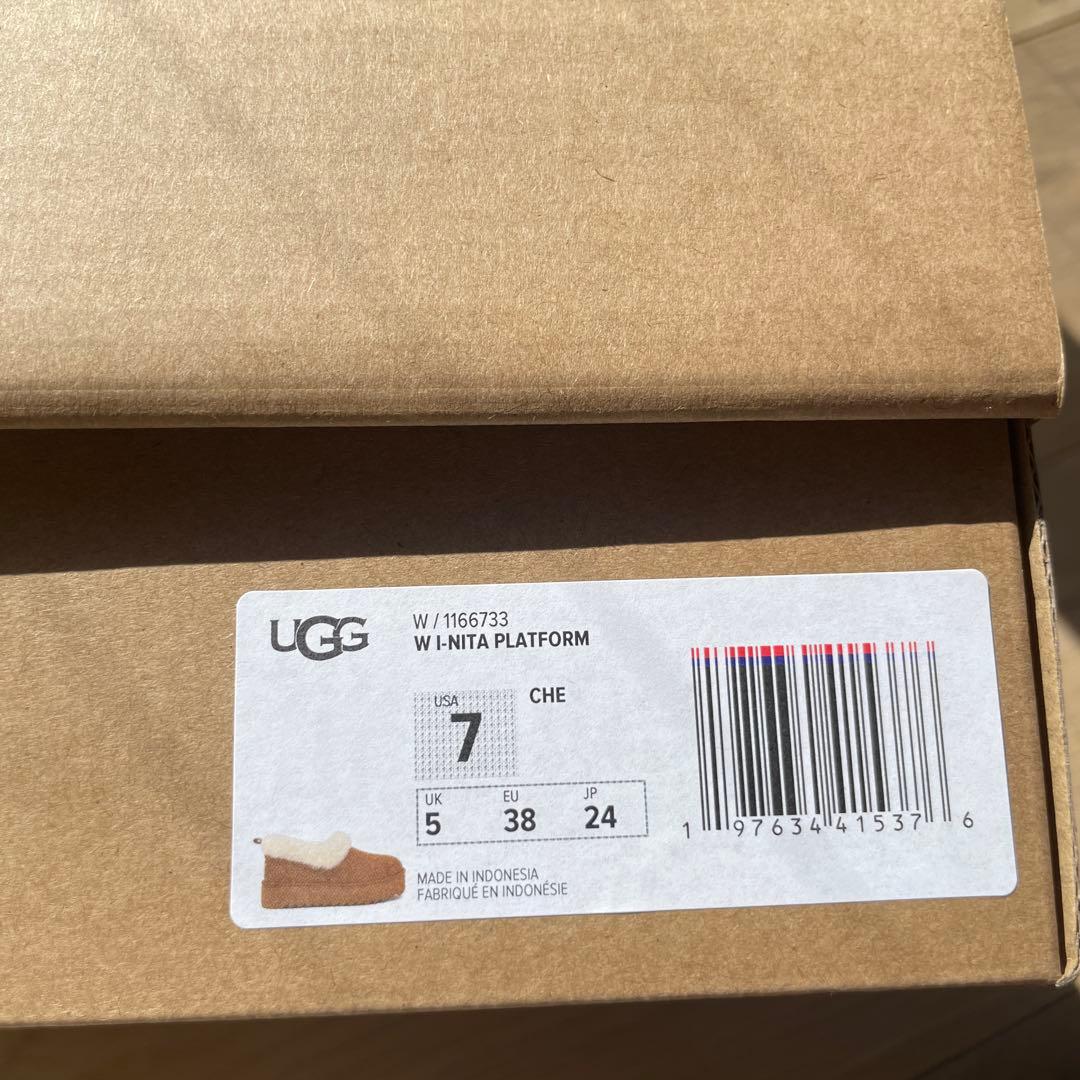 UGG
W / 1166733
W I-NITA PLATFORM
USA
7
CHE
UK
5
EU
38
JP
24
MADE IN INDONESIA
FABRIQUÉ EN INDONÉSIE
1 97634 41537 6